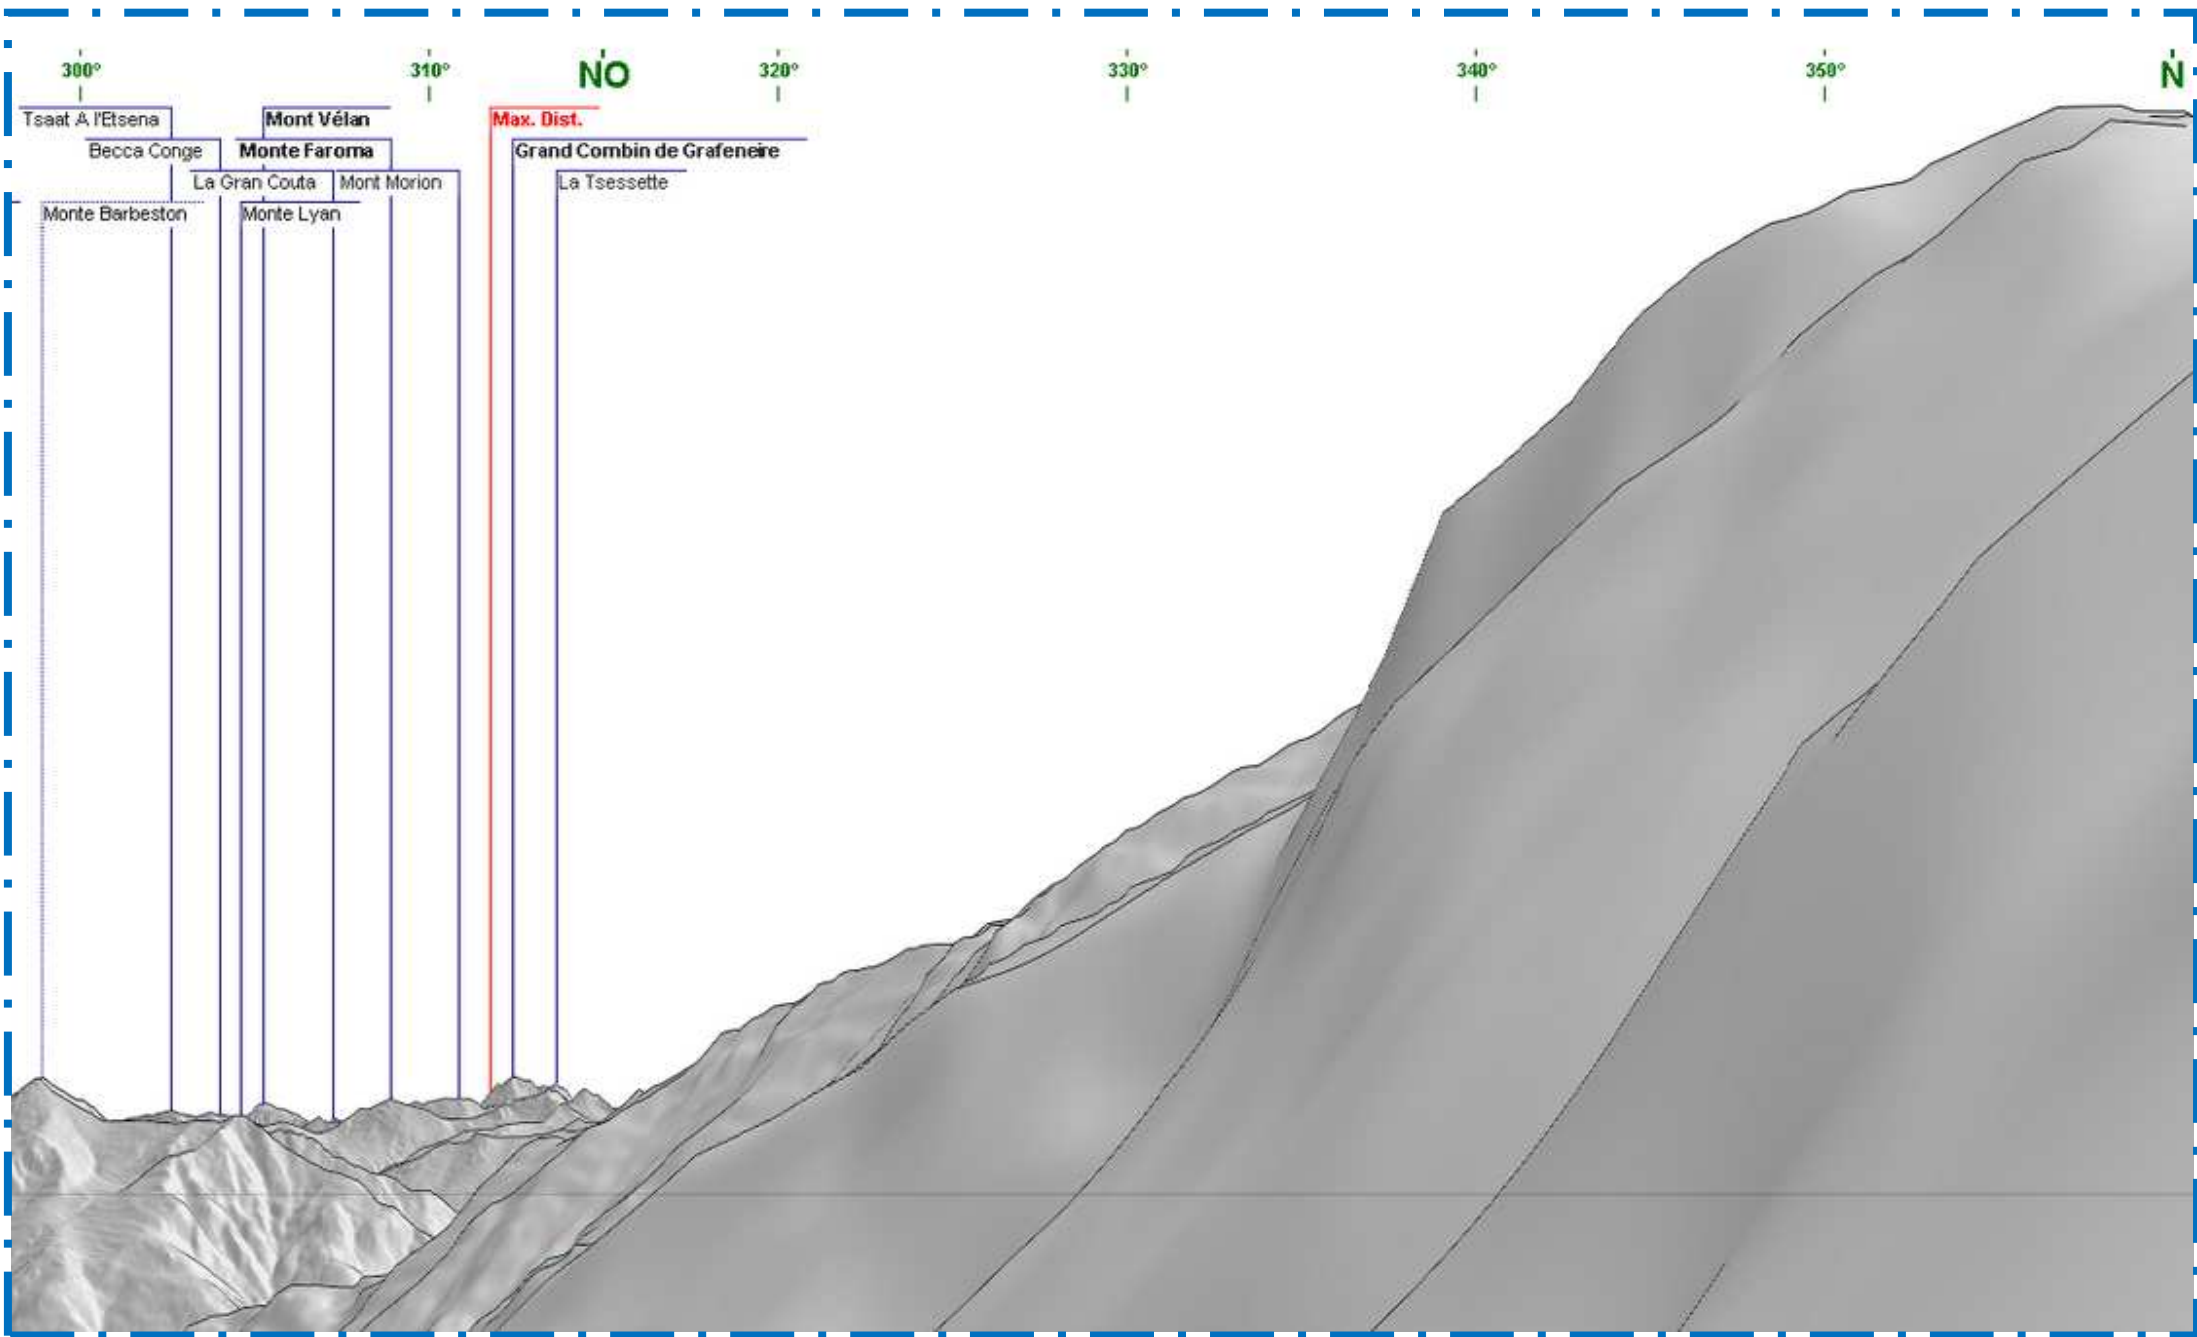 300° 310° NO 320° 330° 340° 350° N
Tsaat A l'Etsena Mont Vélan Max. Dist.
Becca Conge Monte Faroma Grand Combin de Grafeneire
La Gran Couta Mont Morion La Tsessette
Monte Barbeston Monte Lyan